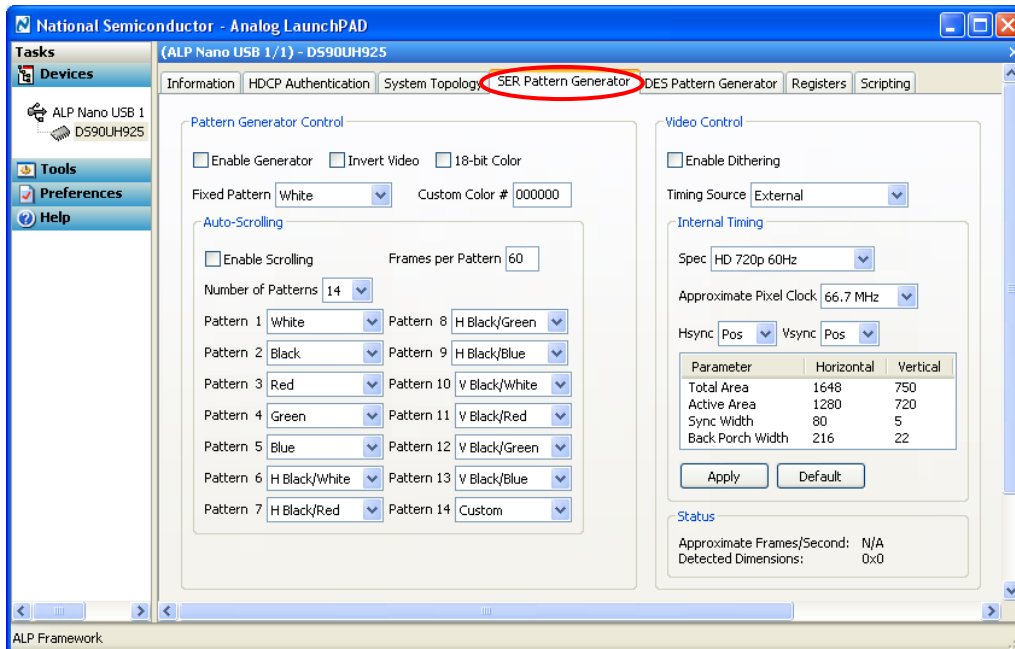 National Semiconductor - Analog LaunchPAD
Tasks
Devices
ALP Nano USB 1
DS90UH925
Tools
Preferences
Help
(ALP Nano USB 1/1) - DS90UH925
Information HDCP Authentication System Topology SER Pattern Generator DES Pattern Generator Registers Scripting
Pattern Generator Control
Enable Generator Invert Video 18-bit Color
Fixed Pattern White Custom Color # 000000
Auto-Scrolling
Enable Scrolling Frames per Pattern 60
Number of Patterns 14
Pattern 1 White Pattern 8 H Black/Green
Pattern 2 Black Pattern 9 H Black/Blue
Pattern 3 Red Pattern 10 V Black/White
Pattern 4 Green Pattern 11 V Black/Red
Pattern 5 Blue Pattern 12 V Black/Green
Pattern 6 H Black/White Pattern 13 V Black/Blue
Pattern 7 H Black/Red Pattern 14 Custom
Video Control
Enable Dithering
Timing Source External
Internal Timing
Spec HD 720p 60Hz
Approximate Pixel Clock 66.7 MHz
Hsync Pos Vsync Pos
Parameter Horizontal Vertical
Total Area 1648 750
Active Area 1280 720
Sync Width 80 5
Back Porch Width 216 22
Apply Default
Status
Approximate Frames/Second: N/A
Detected Dimensions: 0x0
ALP Framework